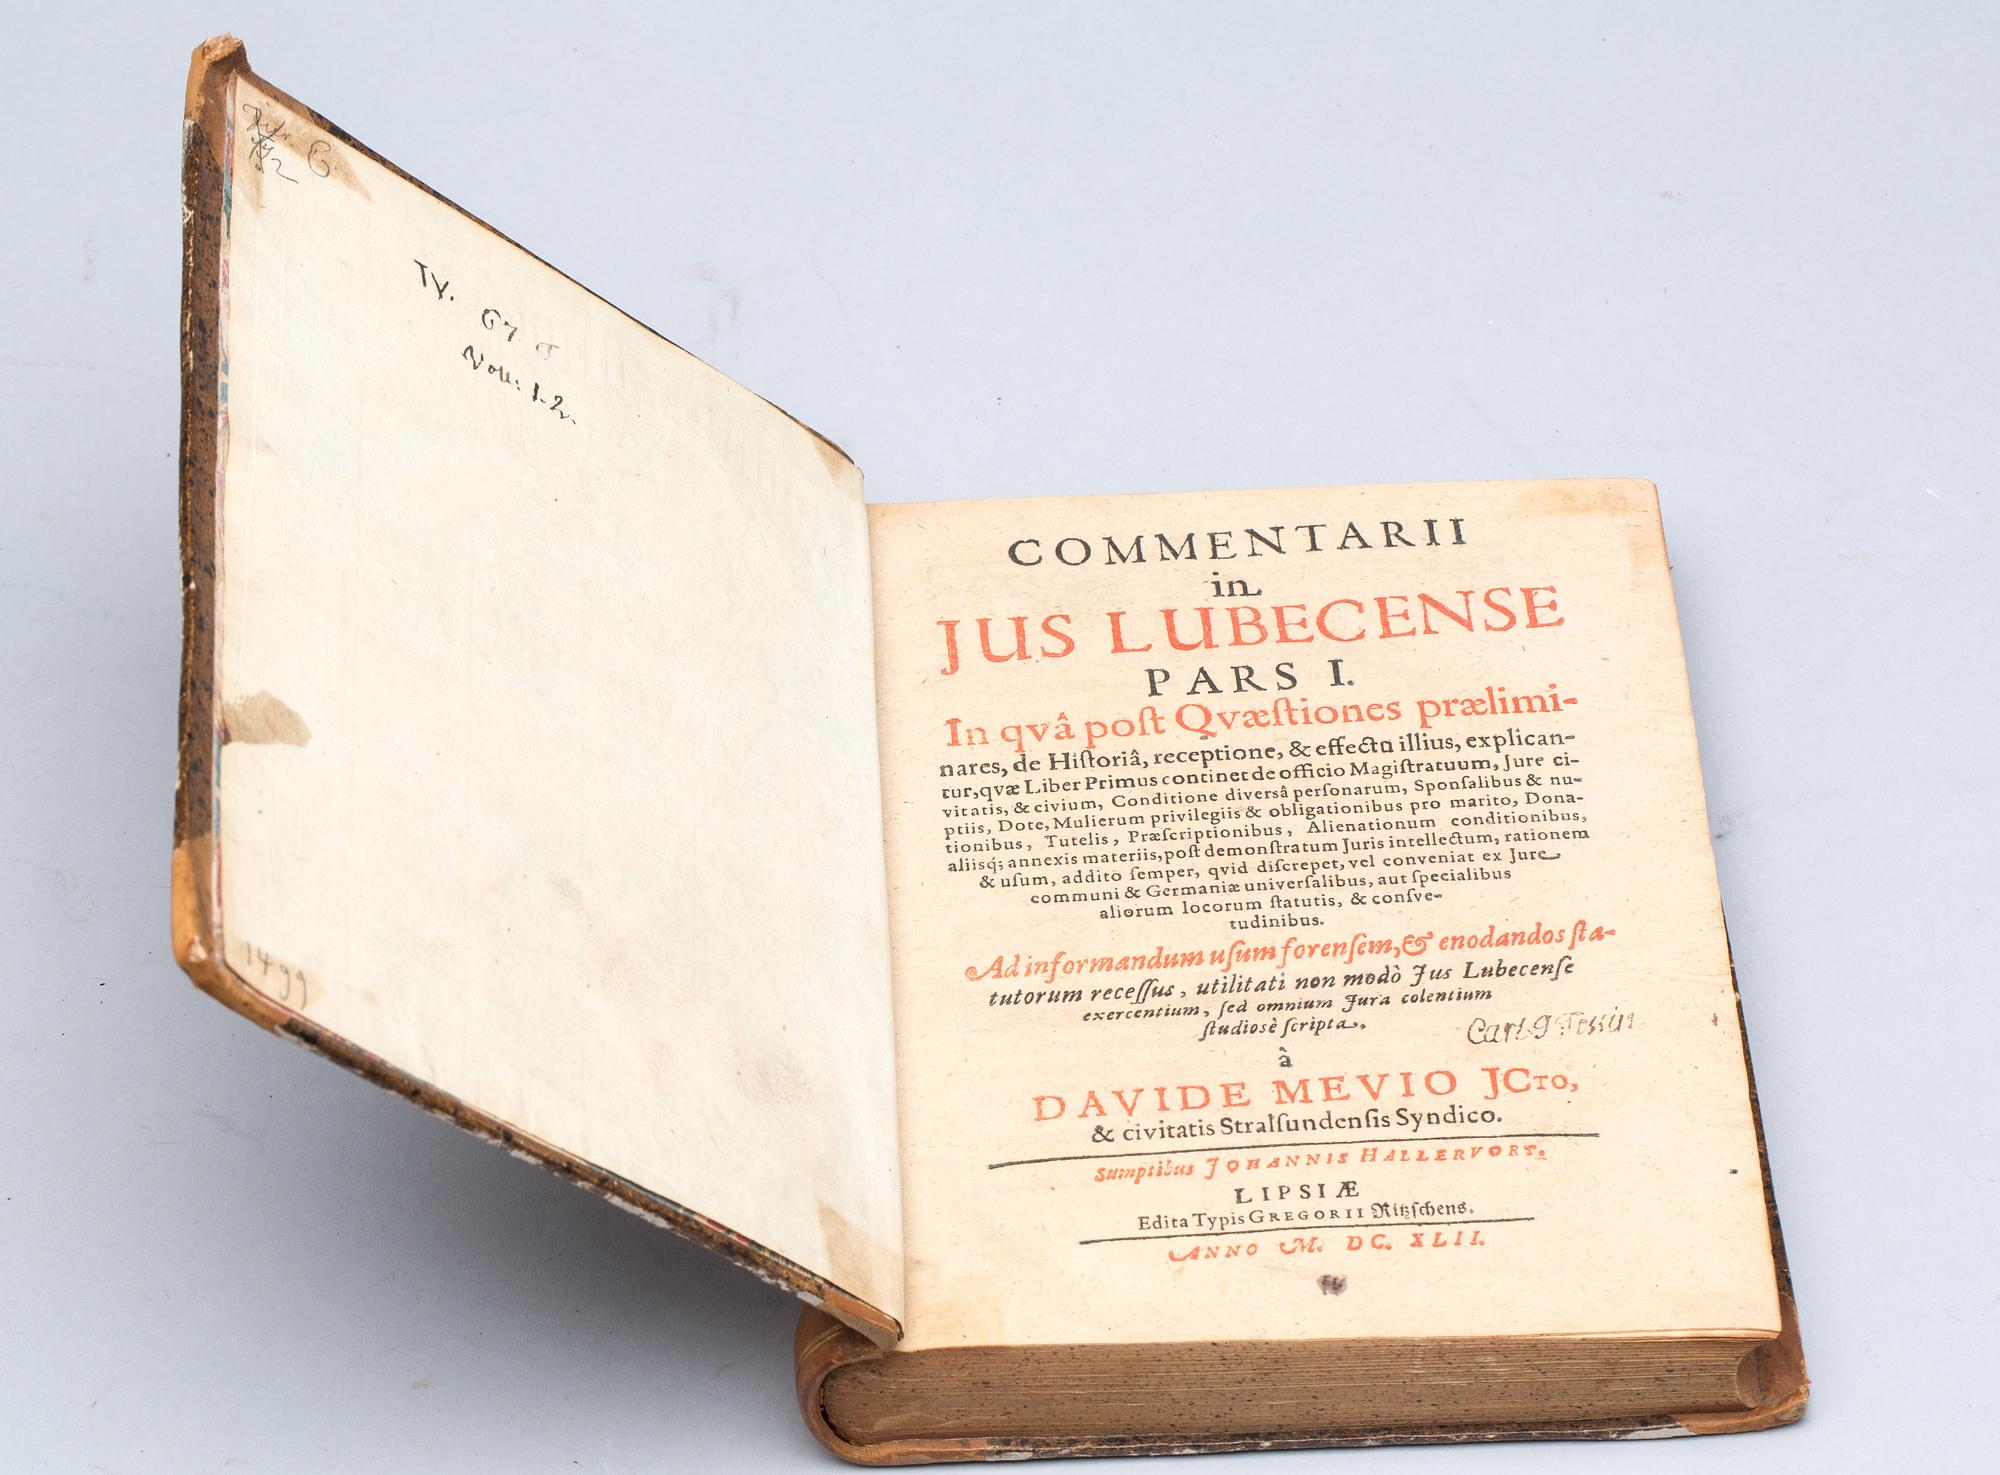 C.
IV. 67
Voll: 1.2.
1499
COMMENTARII
in
JUS LUBECENSE
PARS I.
In qvâ poſt Qvæſtiones prælimi-
nares, de Hiſtoriâ, receptione, & effectu illius, explican-
tur, qvæ Liber Primus continet de officio Magiſtratuum, Jure ci-
vitatis, & civium, Conditione diversâ perſonarum, Sponſalibus & nu-
ptiis, Dote, Mulierum privilegiis & obligationibus pro marito, Dona-
tionibus, Tutelis, Præſcriptionibus, Alienationum conditionibus,
aliisq; annexis materiis, poſt demonſtratum Juris intellectum, rationem
& uſum, additò ſemper, qvid diſcrepet, vel conveniat ex Jure
communi & Germaniæ univerſalibus, aut ſpecialibus
aliorum locorum ſtatutis, & conſve-
tudinibus.
Ad informandum uſum forenſem, & enodandos ſta-
tutorum receſſus, utilitati non modò Jus Lubecenſe
exercentium, ſed omnium Jura colentium
ſtudiosè ſcripta.
Carl G Tessin
à
DAVIDE MEVIO JCTO,
& civitatis Stralſundenſis Syndico.
Sumptibus JOHANNIS HALLERVORT.
LIPSIÆ
Edita Typis GREGORII Ritzſchens.
ANNO M. DC. XLII.